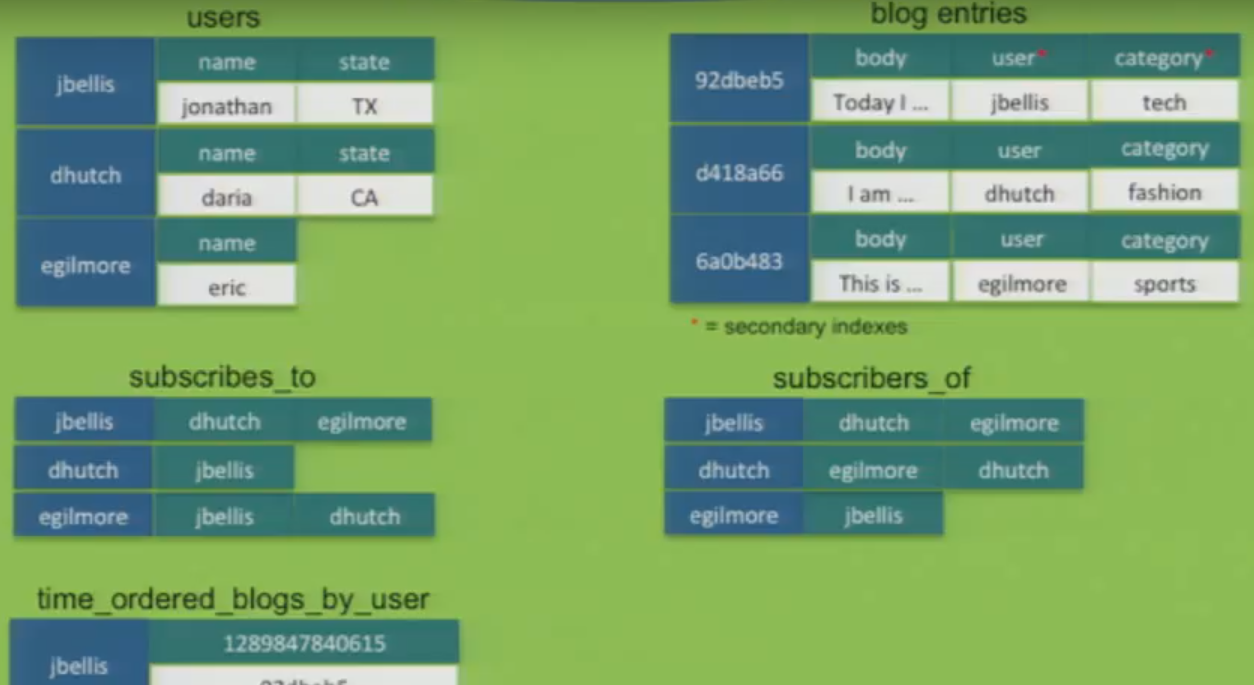 users
jbellis name state
jonathan TX
dhutch name state
daria CA
egilmore name
eric
blog entries
92dbeb5 body user* category*
Today I ... jbellis tech
d418a66 body user category
I am ... dhutch fashion
6a0b483 body user category
This is ... egilmore sports
* = secondary indexes
subscribes_to
jbellis dhutch egilmore
dhutch jbellis
egilmore jbellis dhutch
subscribers_of
jbellis dhutch egilmore
dhutch egilmore dhutch
egilmore jbellis
time_ordered_blogs_by_user
jbellis 1289847840615